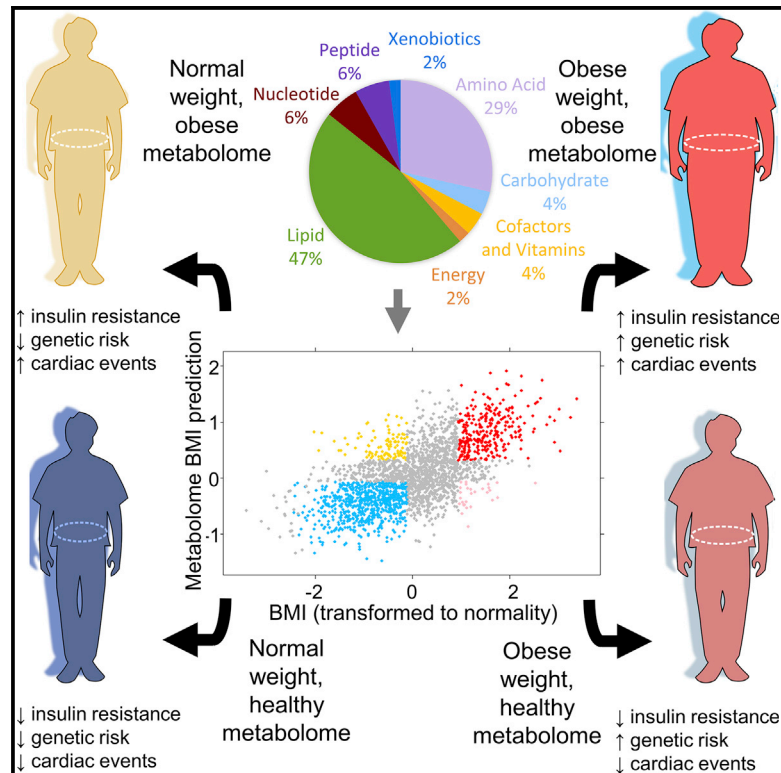 Normal
weight,
obese
metabolome
Peptide
6%
Xenobiotics
2%
Nucleotide
6%
Amino Acid
29%
Carbohydrate
4%
Cofactors
and Vitamins
4%
Energy
2%
Lipid
47%
Obese
weight,
obese
metabolome
↑ insulin resistance
↓ genetic risk
↑ cardiac events
↑ insulin resistance
↑ genetic risk
↑ cardiac events
Metabolome BMI prediction
2
1
0
-1
-2
0
2
BMI (transformed to normality)
Normal
weight,
healthy
metabolome
Obese
weight,
healthy
metabolome
↓ insulin resistance
↓ genetic risk
↓ cardiac events
↓ insulin resistance
↑ genetic risk
↓ cardiac events